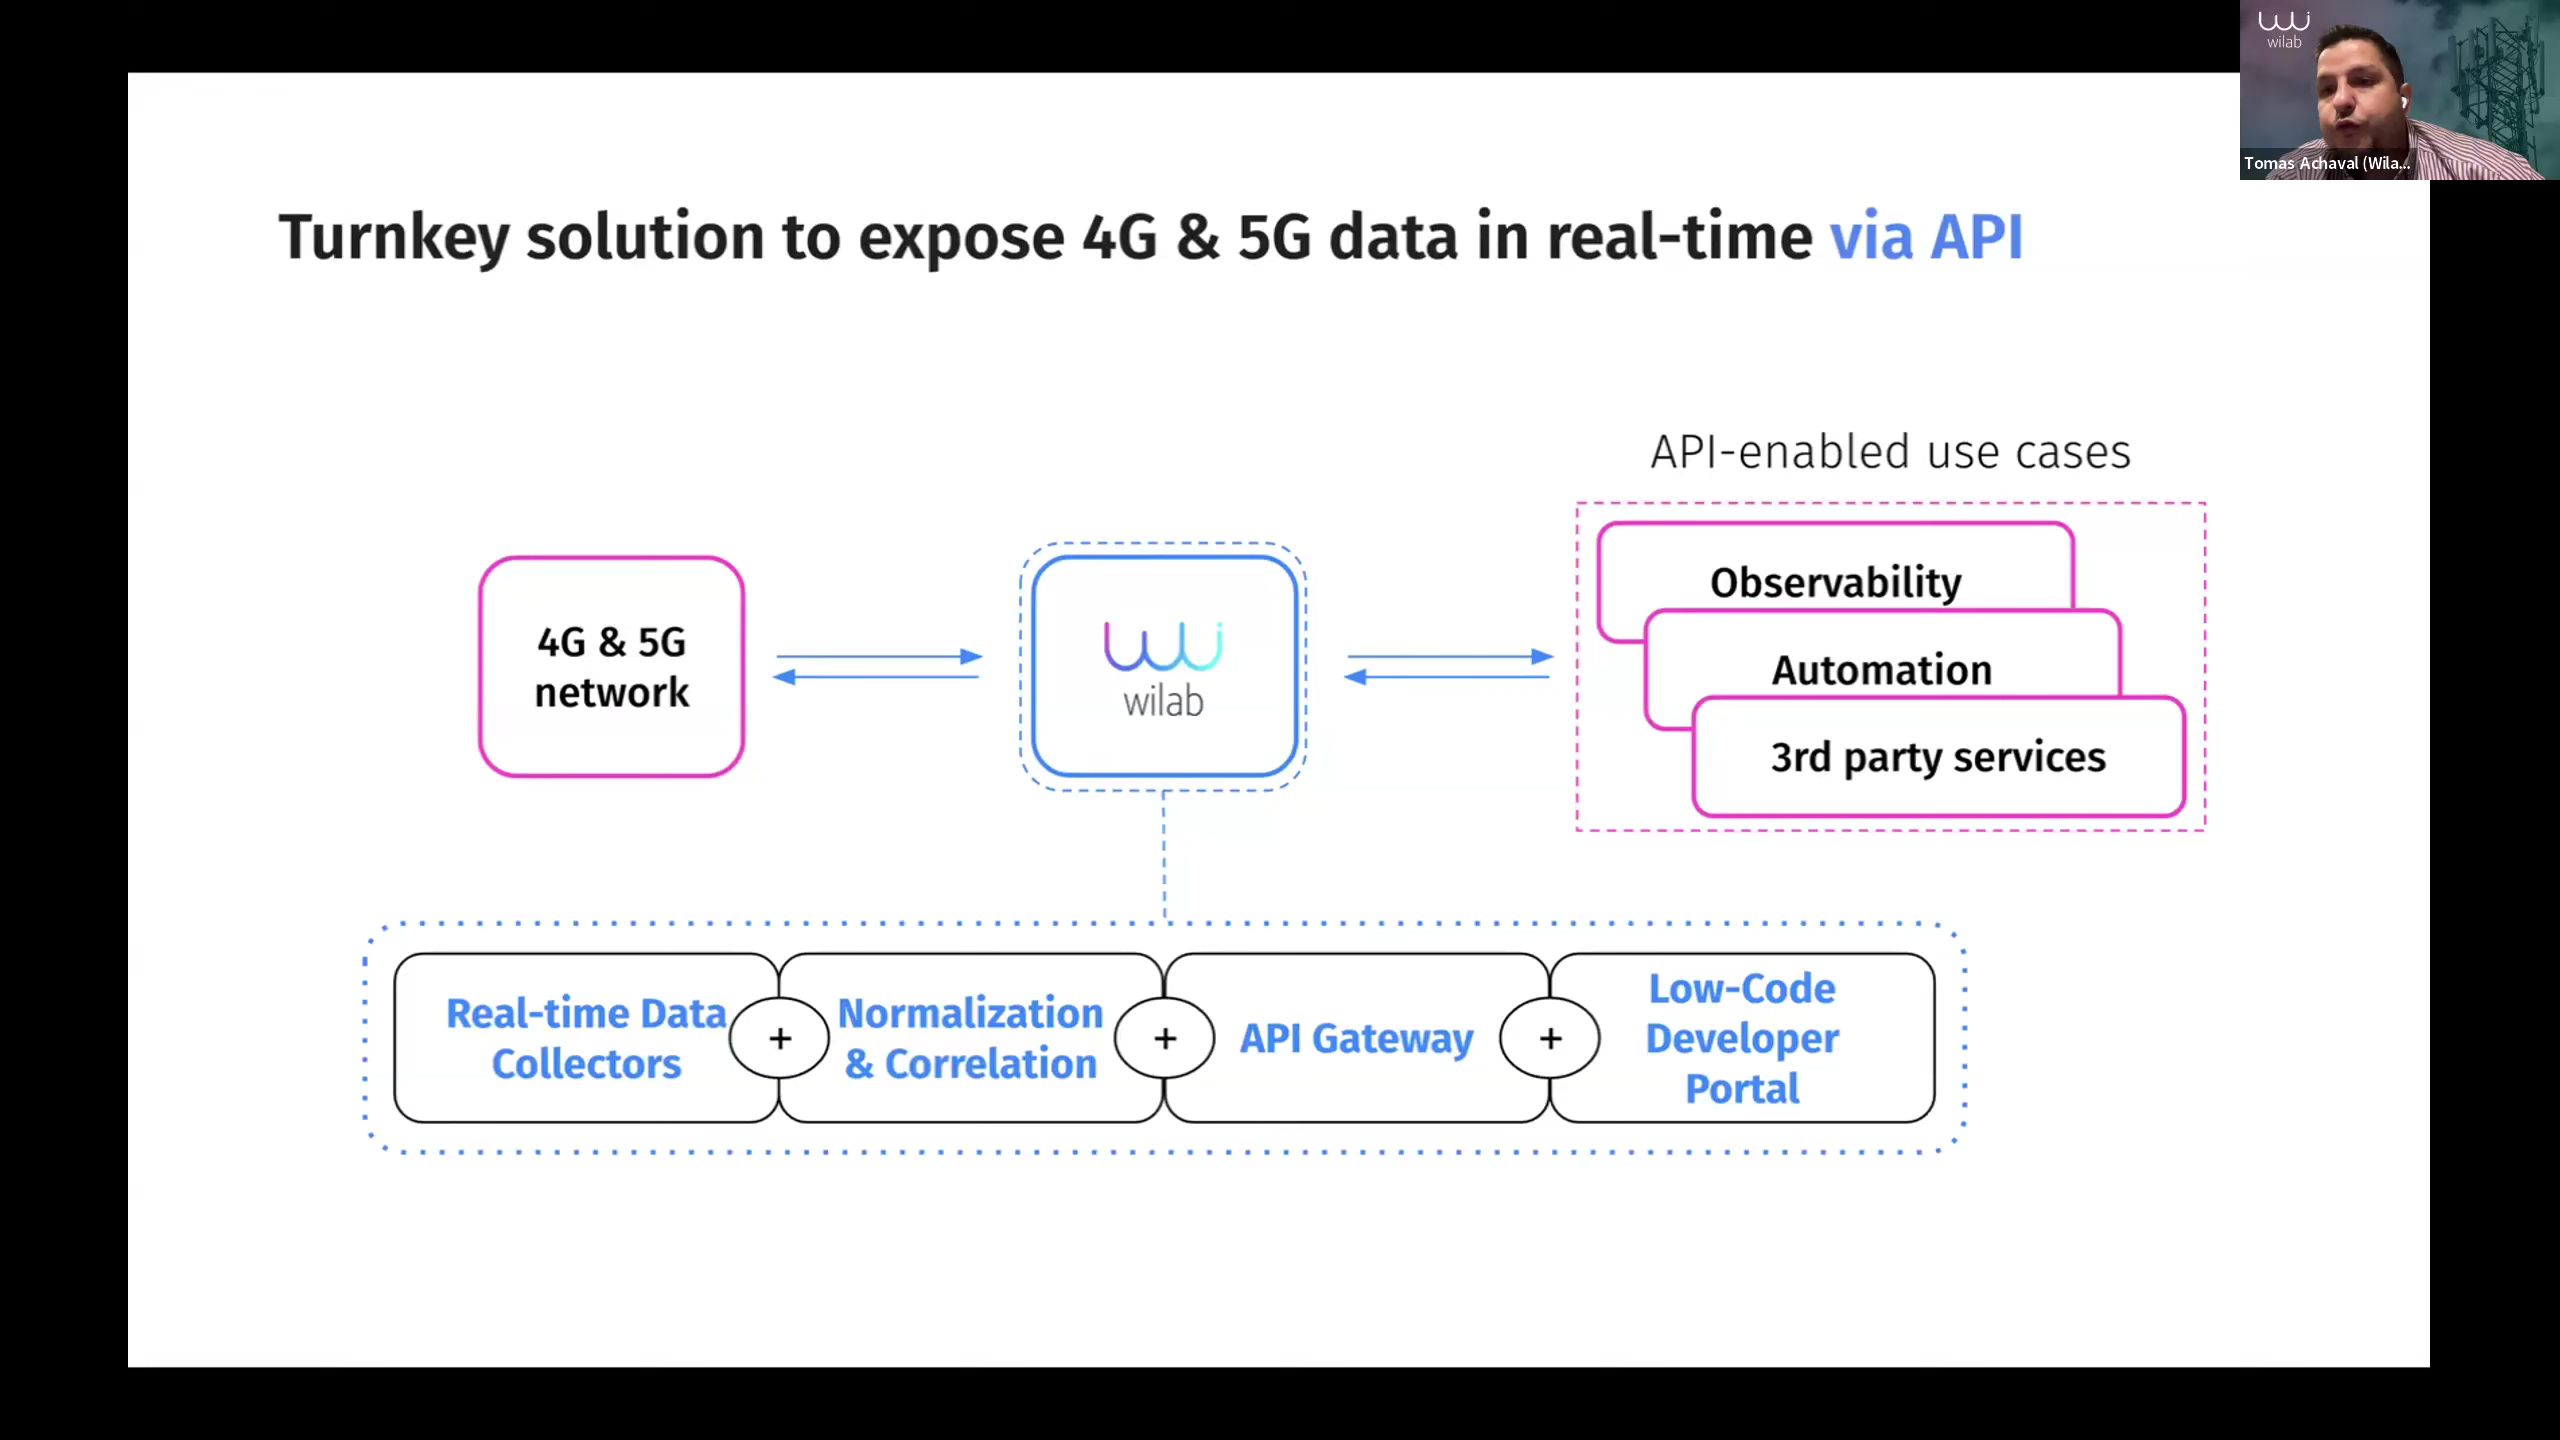 wilab
Tomas Achaval (Wila...
Turnkey solution to expose 4G & 5G data in real-time via API
API-enabled use cases
4G & 5G
network
wilab
Observability
Automation
3rd party services
Real-time Data
Collectors
+
Normalization
& Correlation
+
API Gateway
+
Low-Code
Developer
Portal